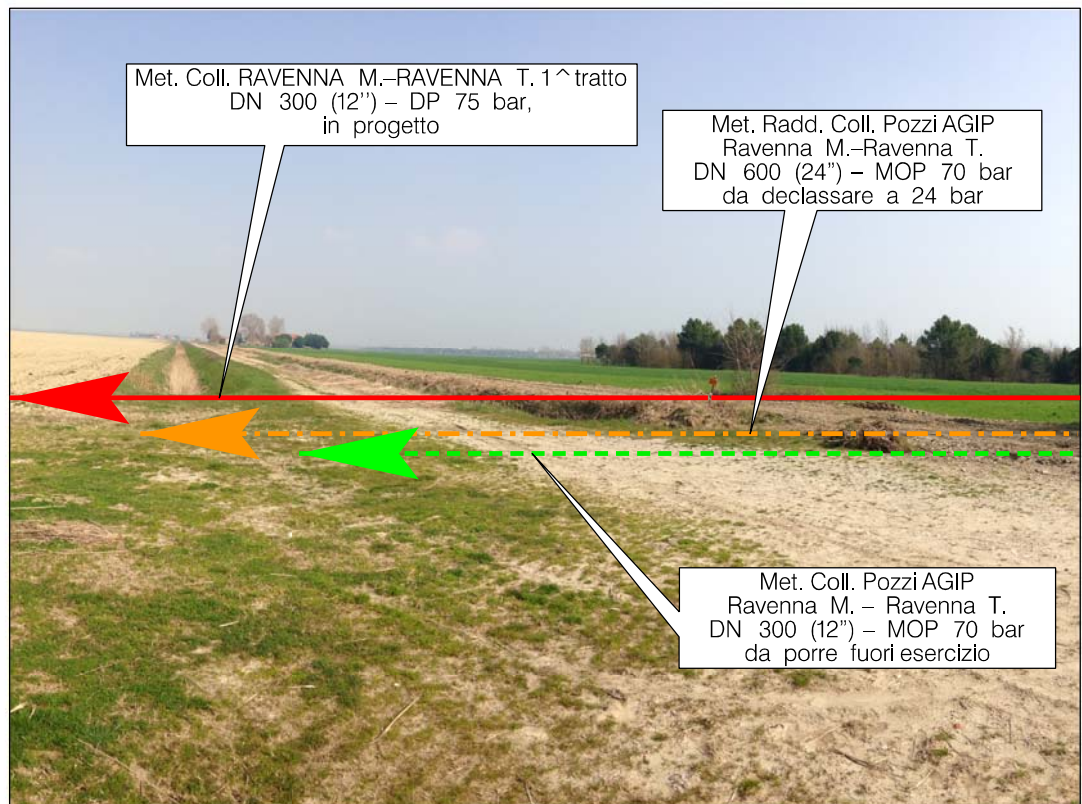 Met. Coll. RAVENNA M.–RAVENNA T. 1^ tratto
DN 300 (12'') – DP 75 bar,
in progetto
Met. Radd. Coll. Pozzi AGIP
Ravenna M.–Ravenna T.
DN 600 (24") – MOP 70 bar
da declassare a 24 bar
Met. Coll. Pozzi AGIP
Ravenna M. – Ravenna T.
DN 300 (12") – MOP 70 bar
da porre fuori esercizio